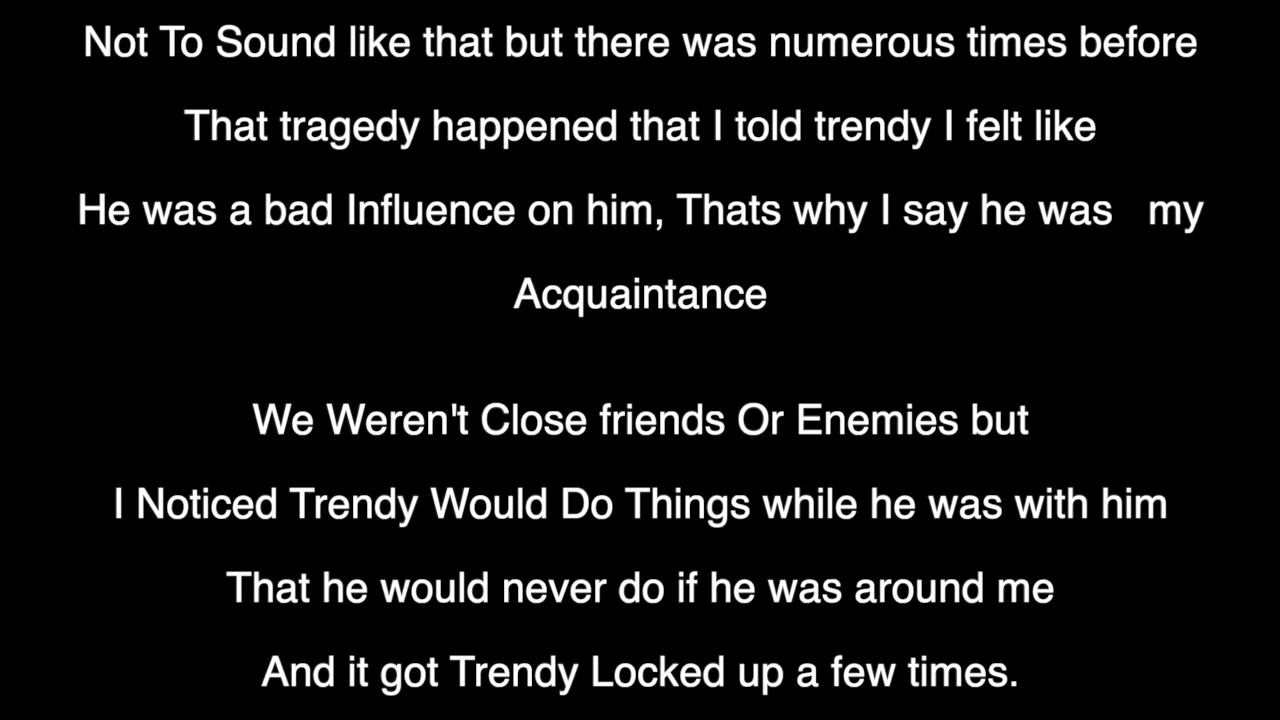 Not To Sound like that but there was numerous times before
That tragedy happened that I told trendy I felt like
He was a bad Influence on him, Thats why I say he was   my
Acquaintance
We Weren't Close friends Or Enemies but
I Noticed Trendy Would Do Things while he was with him
That he would never do if he was around me
And it got Trendy Locked up a few times.